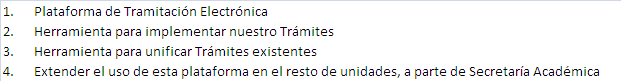 1. Plataforma de Tramitación Electrónica
2. Herramienta para implementar nuestro Trámites
3. Herramienta para unificar Trámites existentes
4. Extender el uso de esta plataforma en el resto de unidades, a parte de Secretaría Académica